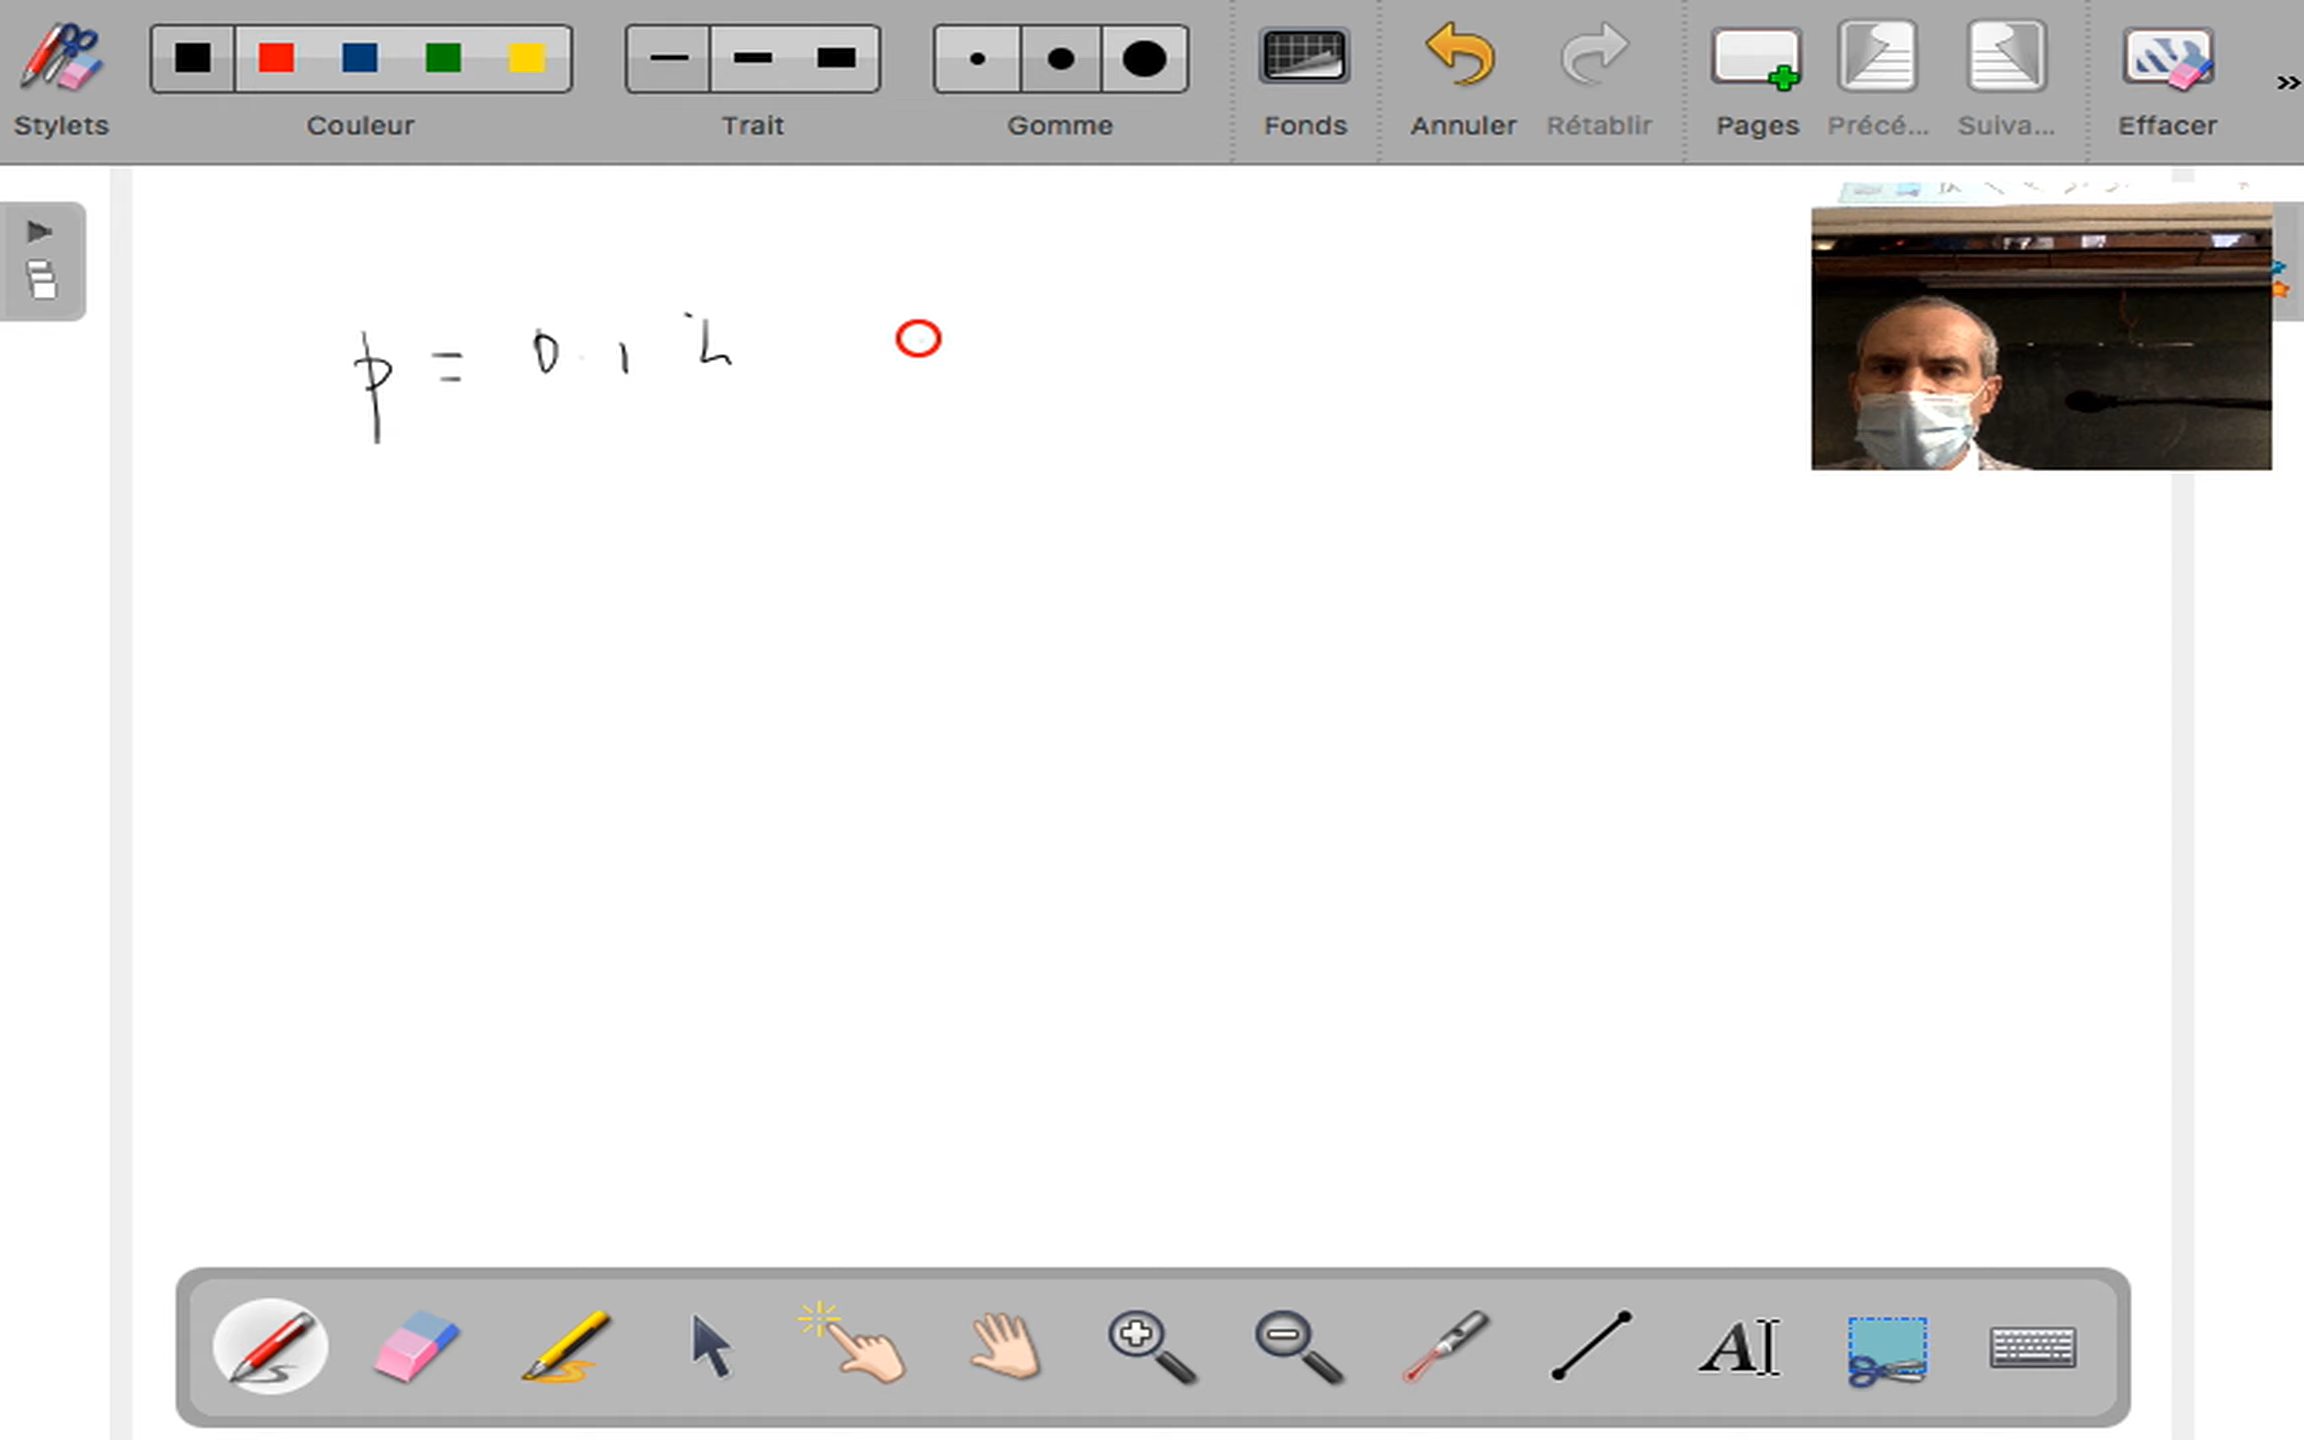 Stylets Couleur Trait Gomme Fonds Annuler Rétablir Pages Précé... Suiva... Effacer »
p = 0.1
A